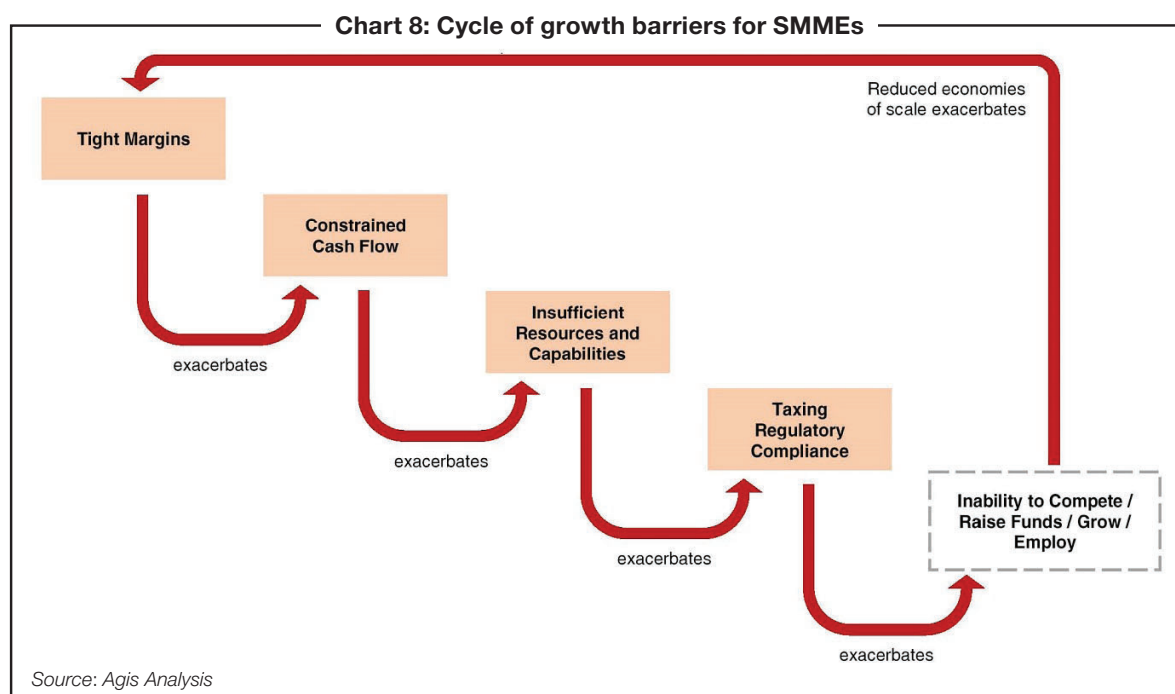 Chart 8: Cycle of growth barriers for SMMEs
Reduced economies
of scale exacerbates
Tight Margins
Constrained
Cash Flow
exacerbates
Insufficient
Resources and
Capabilities
exacerbates
Taxing
Regulatory
Compliance
exacerbates
Inability to Compete /
Raise Funds / Grow /
Employ
exacerbates
Source: Agis Analysis